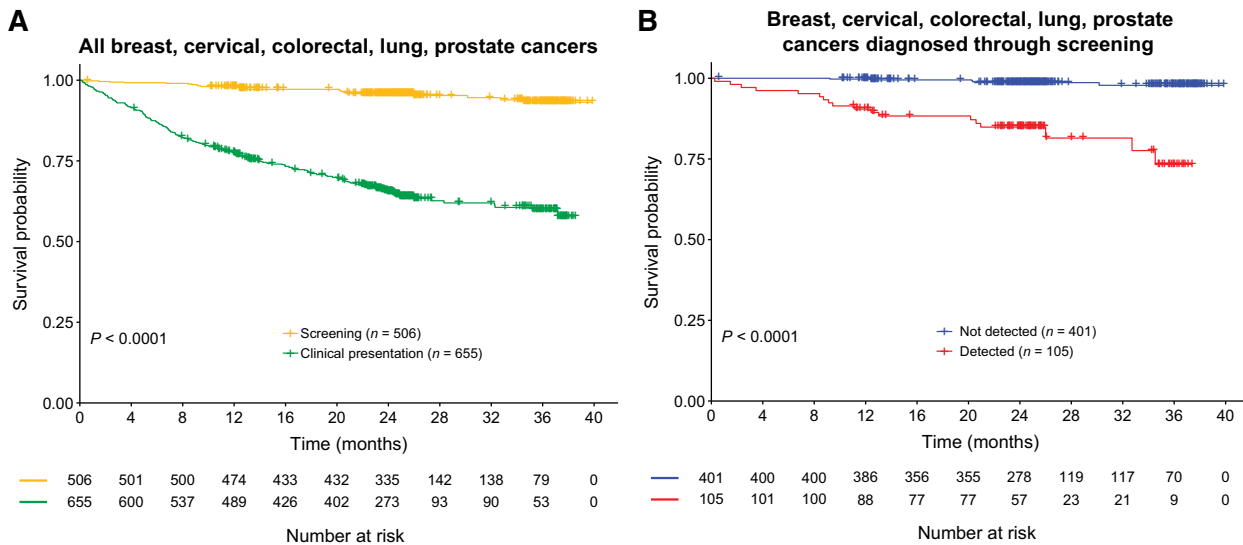 A
All breast, cervical, colorectal, lung, prostate cancers
Survival probability
1.00
0.75
0.50
0.25
0.00
P < 0.0001
Screening (n = 506)
Clinical presentation (n = 655)
0 4 8 12 16 20 24 28 32 36 40
Time (months)
506 501 500 474 433 432 335 142 138 79 0
655 600 537 489 426 402 273 93 90 53 0
Number at risk
B
Breast, cervical, colorectal, lung, prostate
cancers diagnosed through screening
Survival probability
1.00
0.75
0.50
0.25
0.00
P < 0.0001
Not detected (n = 401)
Detected (n = 105)
0 4 8 12 16 20 24 28 32 36 40
Time (months)
401 400 400 386 356 355 278 119 117 70 0
105 101 100 88 77 77 57 23 21 9 0
Number at risk